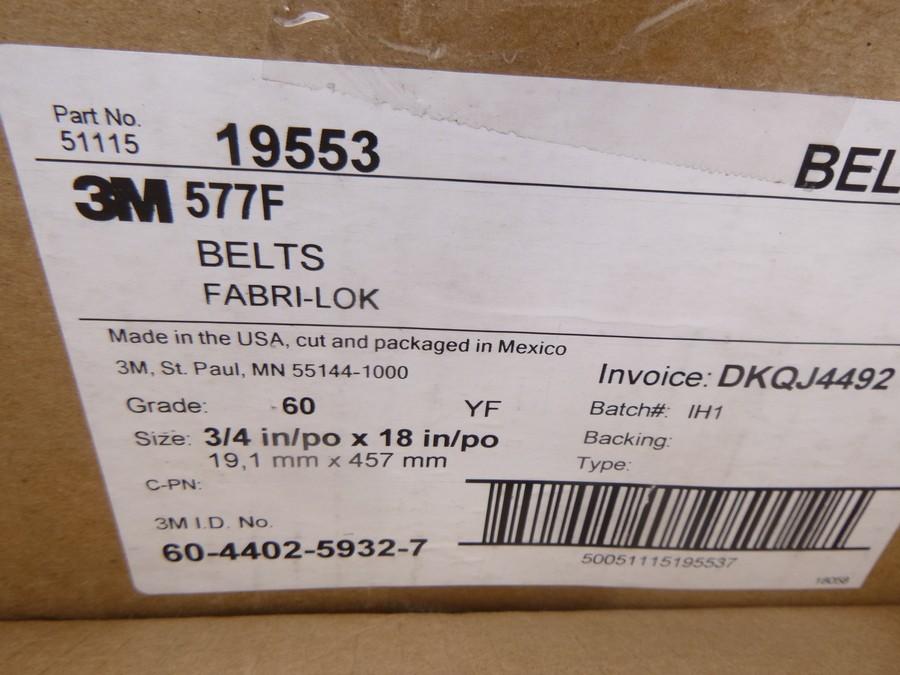 Part No.
51115 19553 BEL
3M 577F
BELTS
FABRI-LOK
Made in the USA, cut and packaged in Mexico
3M, St. Paul, MN 55144-1000
Invoice: DKQJ4492
Grade: 60 YF
Batch#: IH1
Size: 3/4 in/po x 18 in/po
Backing:
19,1 mm x 457 mm
Type:
C-PN:
3M I.D. No.
60-4402-5932-7
50051115195537
18058